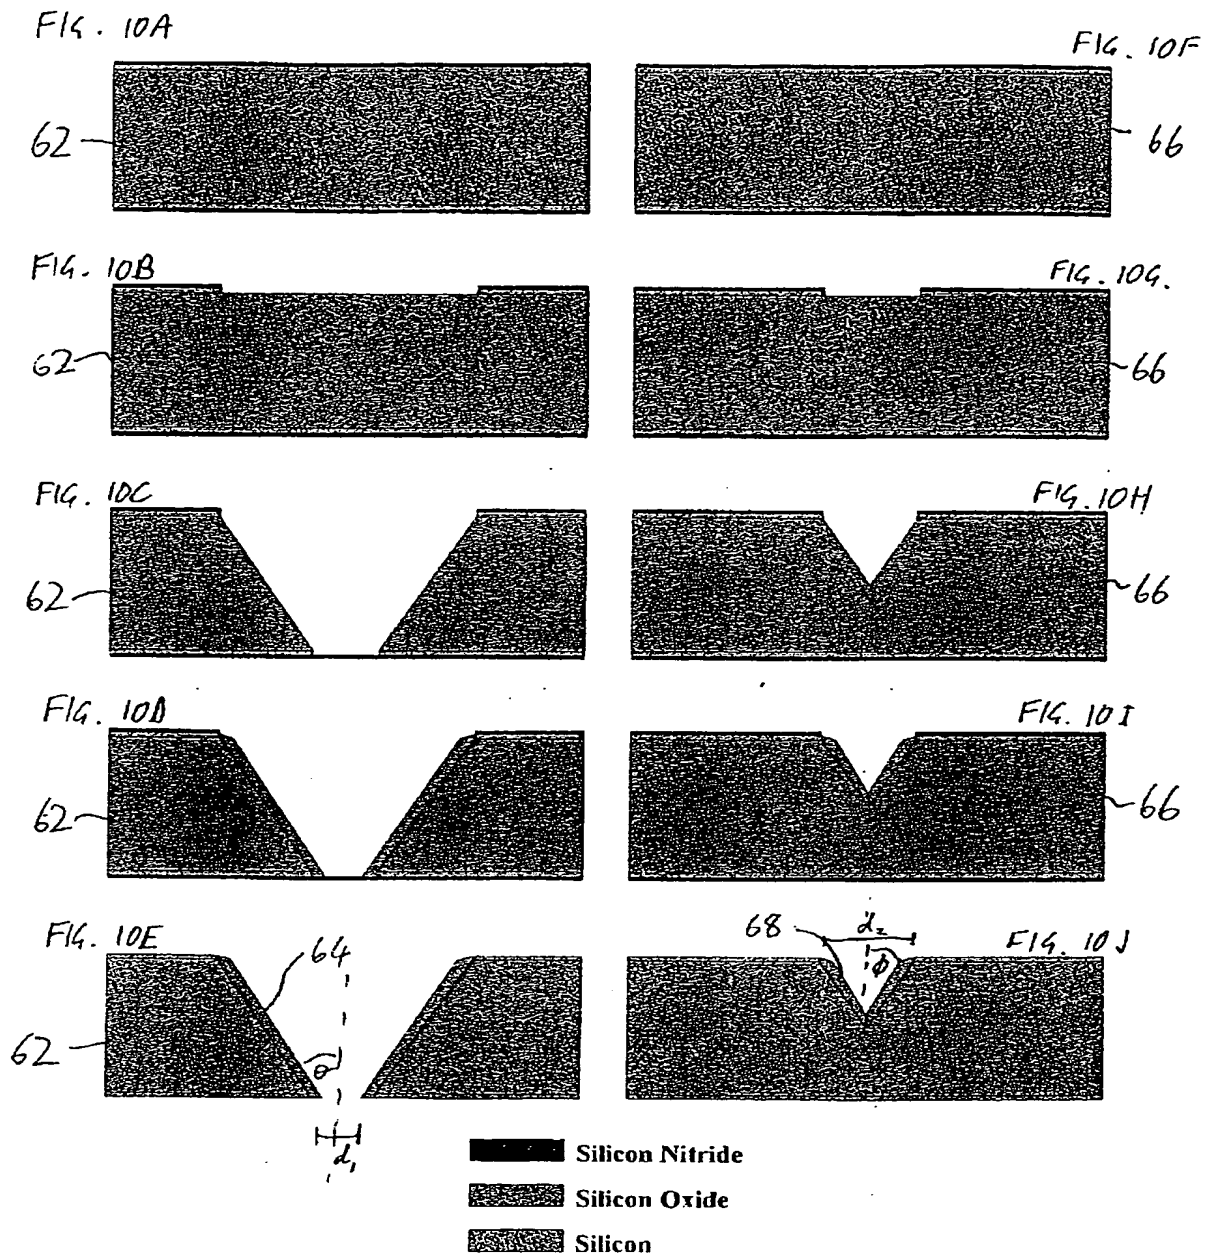 FIG. 10A
62
FIG. 10F
66
FIG. 10B
62
FIG. 10G.
66
FIG. 10C
62
FIG. 10H
66
FIG. 10D
62
FIG. 10I
66
FIG. 10E
64
62
θ
d₁
68
d₂
FIG. 10J
ϕ
Silicon Nitride
Silicon Oxide
Silicon